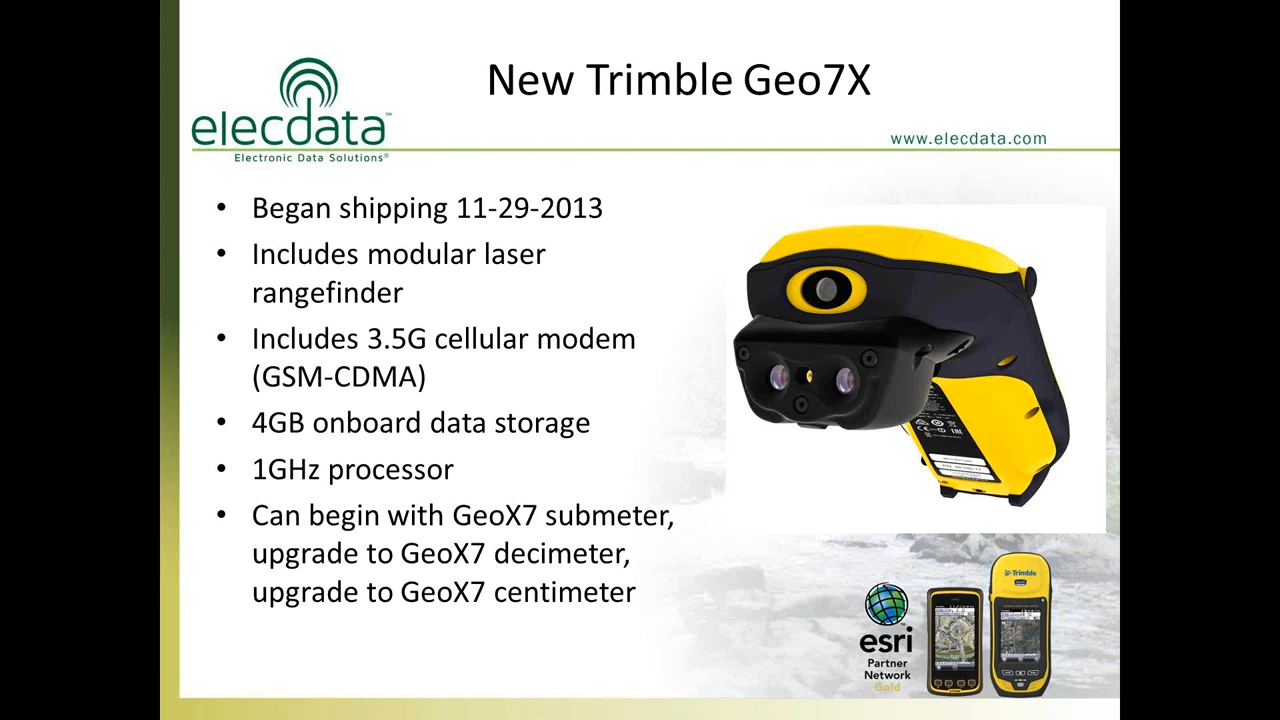 New Trimble Geo7X
elecdata™
Electronic Data Solutions®
www.elecdata.com
• Began shipping 11-29-2013
• Includes modular laser
rangefinder
• Includes 3.5G cellular modem
(GSM-CDMA)
• 4GB onboard data storage
• 1GHz processor
• Can begin with GeoX7 submeter,
upgrade to GeoX7 decimeter,
upgrade to GeoX7 centimeter
Trimble
esri
Partner
Network
Gold